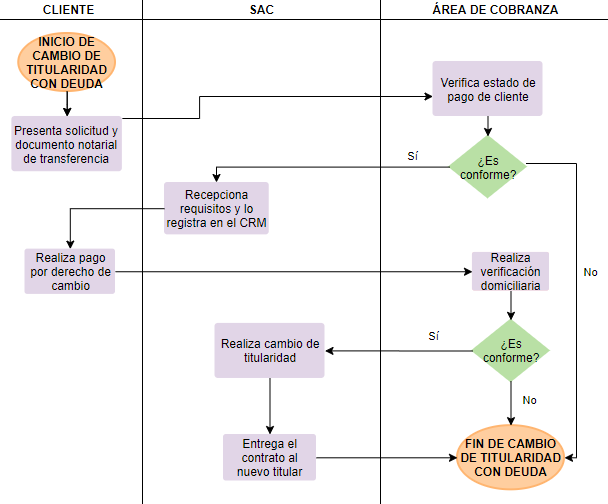 CLIENTE
SAC
ÁREA DE COBRANZA
INICIO DE
CAMBIO DE
TITULARIDAD
CON DEUDA
Presenta solicitud y
documento notarial
de transferencia
Verifica estado de
pago de cliente
¿Es
conforme?
Sí
No
Recepciona
requisitos y lo
registra en el CRM
Realiza pago
por derecho de
cambio
Realiza
verificación
domiciliaria
¿Es
conforme?
Sí
No
Realiza cambio de
titularidad
Entrega el
contrato al
nuevo titular
FIN DE CAMBIO
DE TITULARIDAD
CON DEUDA